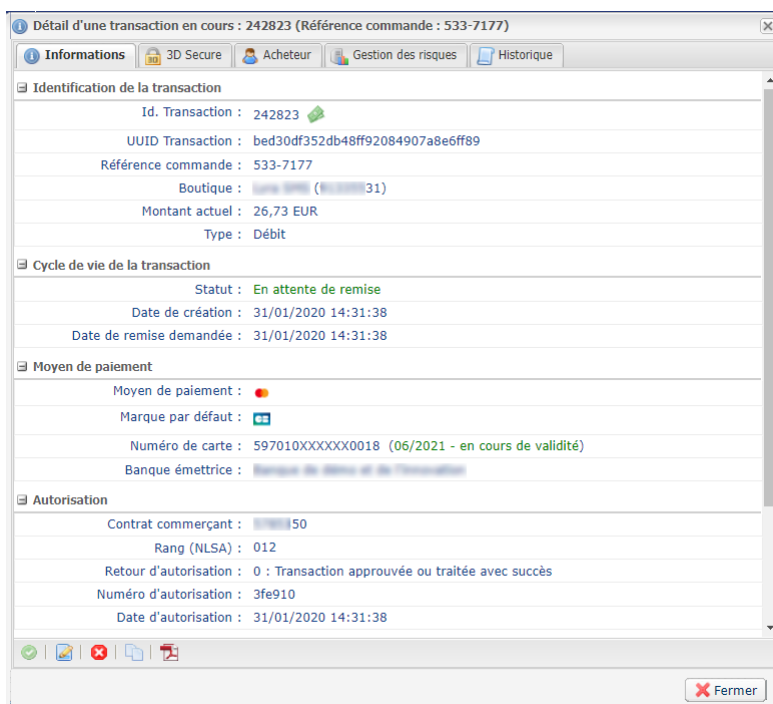 Détail d'une transaction en cours : 242823 (Référence commande : 533-7177)
Informations 3D Secure Acheteur Gestion des risques Historique
Identification de la transaction
Id. Transaction : 242823
UUID Transaction : bed30df352db48ff92084907a8e6ff89
Référence commande : 533-7177
Boutique : ( 31)
Montant actuel : 26,73 EUR
Type : Débit
Cycle de vie de la transaction
Statut : En attente de remise
Date de création : 31/01/2020 14:31:38
Date de remise demandée : 31/01/2020 14:31:38
Moyen de paiement
Moyen de paiement :
Marque par défaut :
Numéro de carte : 597010XXXXXX0018 (06/2021 - en cours de validité)
Banque émettrice :
Autorisation
Contrat commerçant : 50
Rang (NLSA) : 012
Retour d'autorisation : 0 : Transaction approuvée ou traitée avec succès
Numéro d'autorisation : 3fe910
Date d'autorisation : 31/01/2020 14:31:38
Fermer